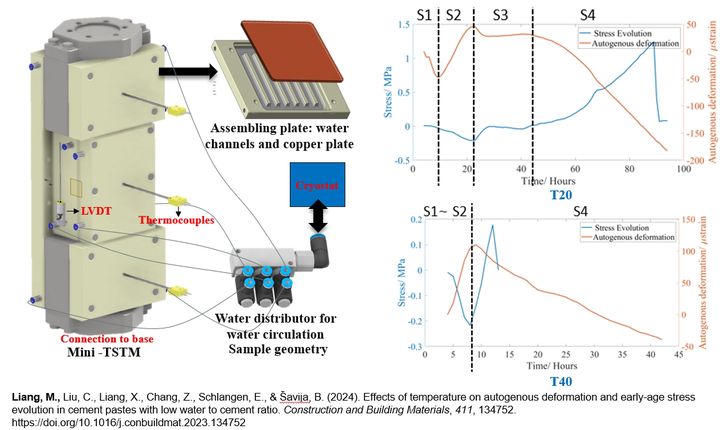 LVDT
Thermocouples
Connection to base
Mini -TSTM
Assembling plate: water
channels and copper plate
Cryostat
Water distributor for
water circulation
Sample geometry
S1 S2 S3 S4
Stress Evolution
Autogenous deformation
Stress/ MPa
1.5
1
0.5
0
-0.5
Autogenous deformation/ μstrain
50
0
-50
-100
-150
-200
0 20 40 60 80 100
Time/ Hours
T20
S1~ S2 S4
Stress Evolution
Autogenous deformation
Stress/ MPa
0.2
0.1
0
-0.1
-0.2
-0.3
Autogenous deformation/ μstrain
150
100
50
0
-50
-100
0 5 10 15 20 25 30 35 40 45
Time/ Hours
T40
Liang, M., Liu, C., Liang, X., Chang, Z., Schlangen, E., & Šavija, B. (2024). Effects of temperature on autogenous deformation and early-age stress
evolution in cement pastes with low water to cement ratio. Construction and Building Materials, 411, 134752.
https://doi.org/10.1016/j.conbuildmat.2023.134752